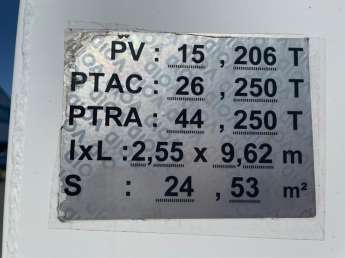 PV : 15 , 206 T
PTAC : 26 , 250 T
PTRA : 44 , 250 T
lxL : 2,55 x 9,62 m
S : 24 , 53 m²